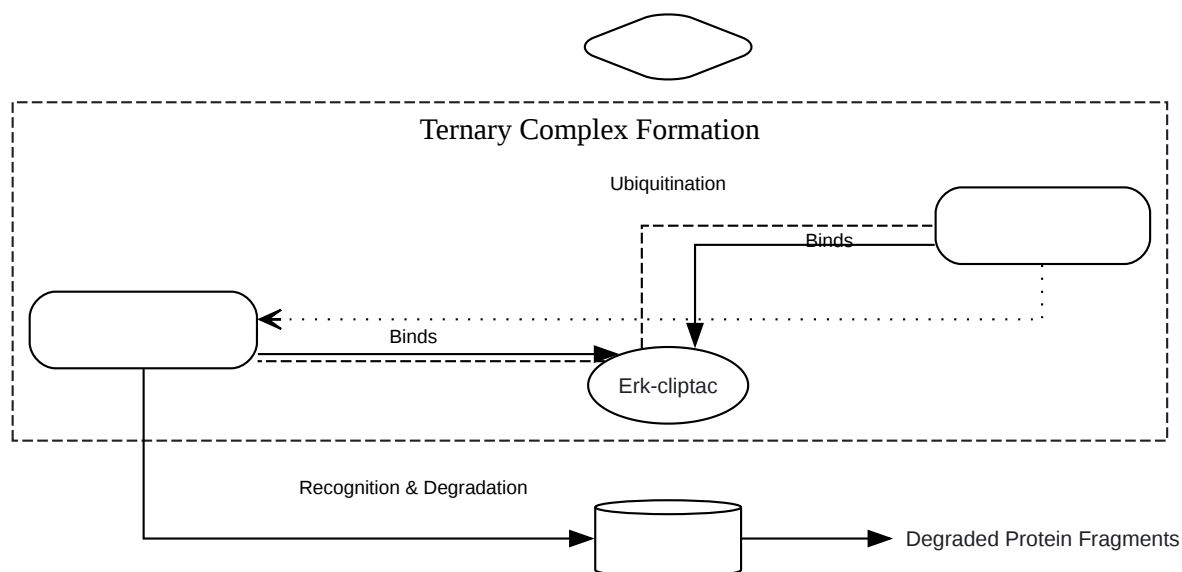 Ternary Complex Formation
Ubiquitination
Binds
Binds
Erk-cliptac
Recognition & Degradation
Degraded Protein Fragments